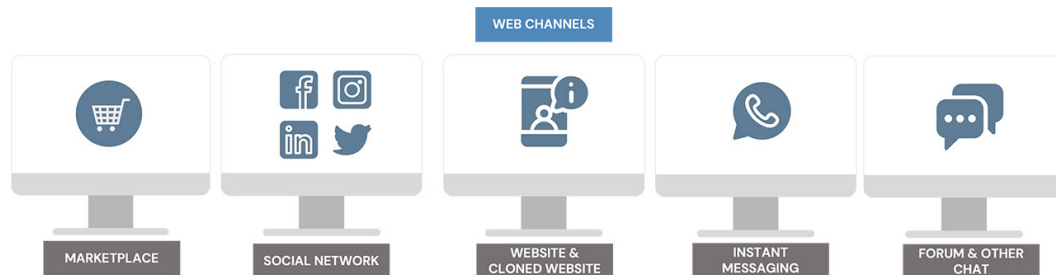 WEB CHANNELS
MARKETPLACE
SOCIAL NETWORK
WEBSITE &
CLONED WEBSITE
INSTANT
MESSAGING
FORUM & OTHER
CHAT